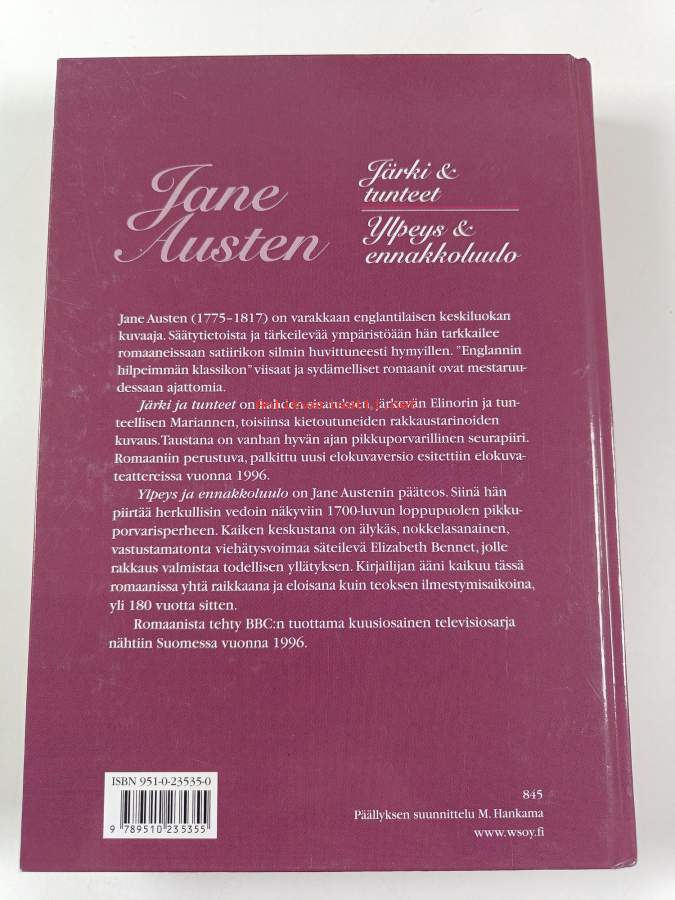 Jane
Austen
Järki &
tunteet
Ylpeys &
ennakkoluulo
Jane Austen (1775–1817) on varakkaan englantilaisen keskiluokan
kuvaaja. Säätytietoista ja tärkeilevää ympäristöään hän tarkkailee
romaaneissaan satiirikon silmin huvittuneesti hymyillen. "Englannin
hilpeimmän klassikon" viisaat ja sydämelliset romaanit ovat mestaruu-
dessaan ajattomia.
Järki ja tunteet on kahden sisaruksen, järkevän Elinorin ja tun-
teellisen Mariannen, toisiinsa kietoutuneiden rakkaustarinoiden
kuvaus. Taustana on vanhan hyvän ajan pikkuporvarillinen seurapiiri.
Romaaniin perustuva, palkittu uusi elokuvaversio esitettiin elokuva-
teattereissa vuonna 1996.
Ylpeys ja ennakkoluulo on Jane Austenin pääteos. Siinä hän
piirtää herkullisin vedoin näkyviin 1700-luvun loppupuolen pikku-
porvarisperheen. Kaiken keskustana on älykäs, nokkelasanainen,
vastustamatonta viehätysvoimaa säteilevä Elizabeth Bennet, jolle
rakkaus valmistaa todellisen yllätyksen. Kirjailijan ääni kaikuu tässä
romaanissa yhtä raikkaana ja eloisana kuin teoksen ilmestymisaikoina,
yli 180 vuotta sitten.
Romaanista tehty BBC:n tuottama kuusiosainen televisiosarja
nähtiin Suomessa vuonna 1996.
ISBN 951-0-23535-0
9 789510 235355
845
Päällyksen suunnittelu M. Hankama
www.wsoy.fi